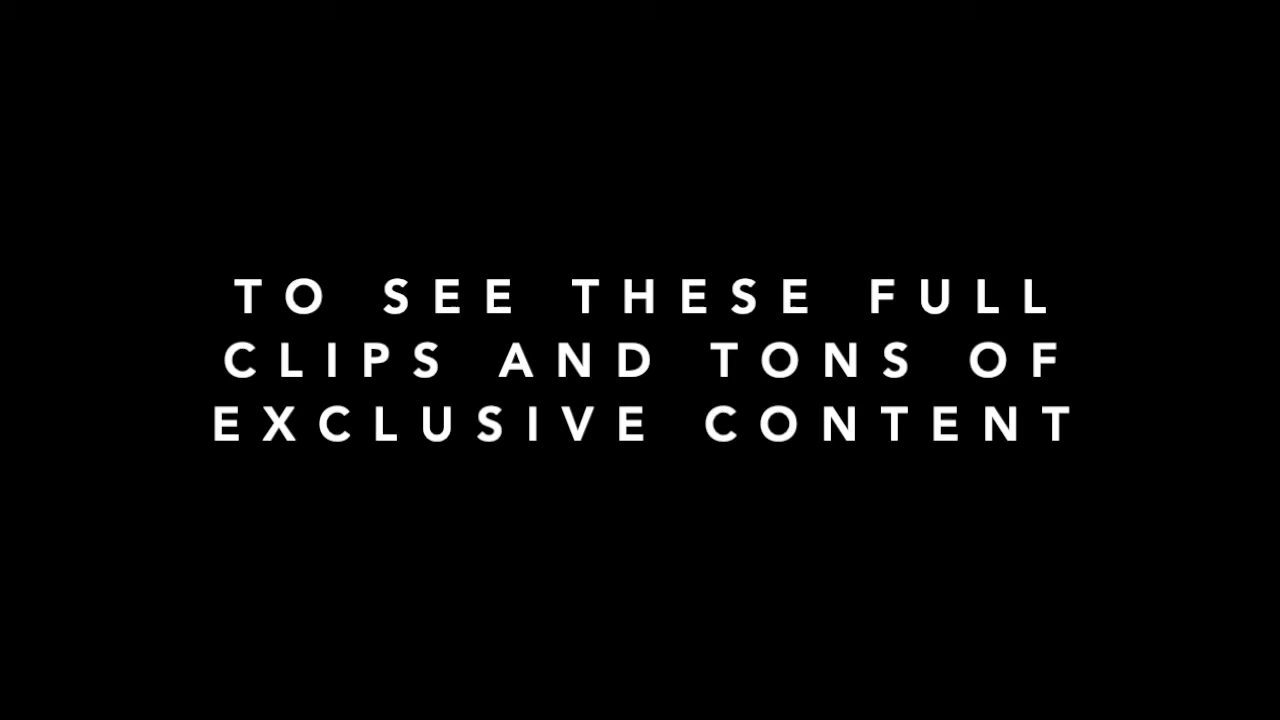 TO SEE THESE FULL
CLIPS AND TONS OF
EXCLUSIVE CONTENT